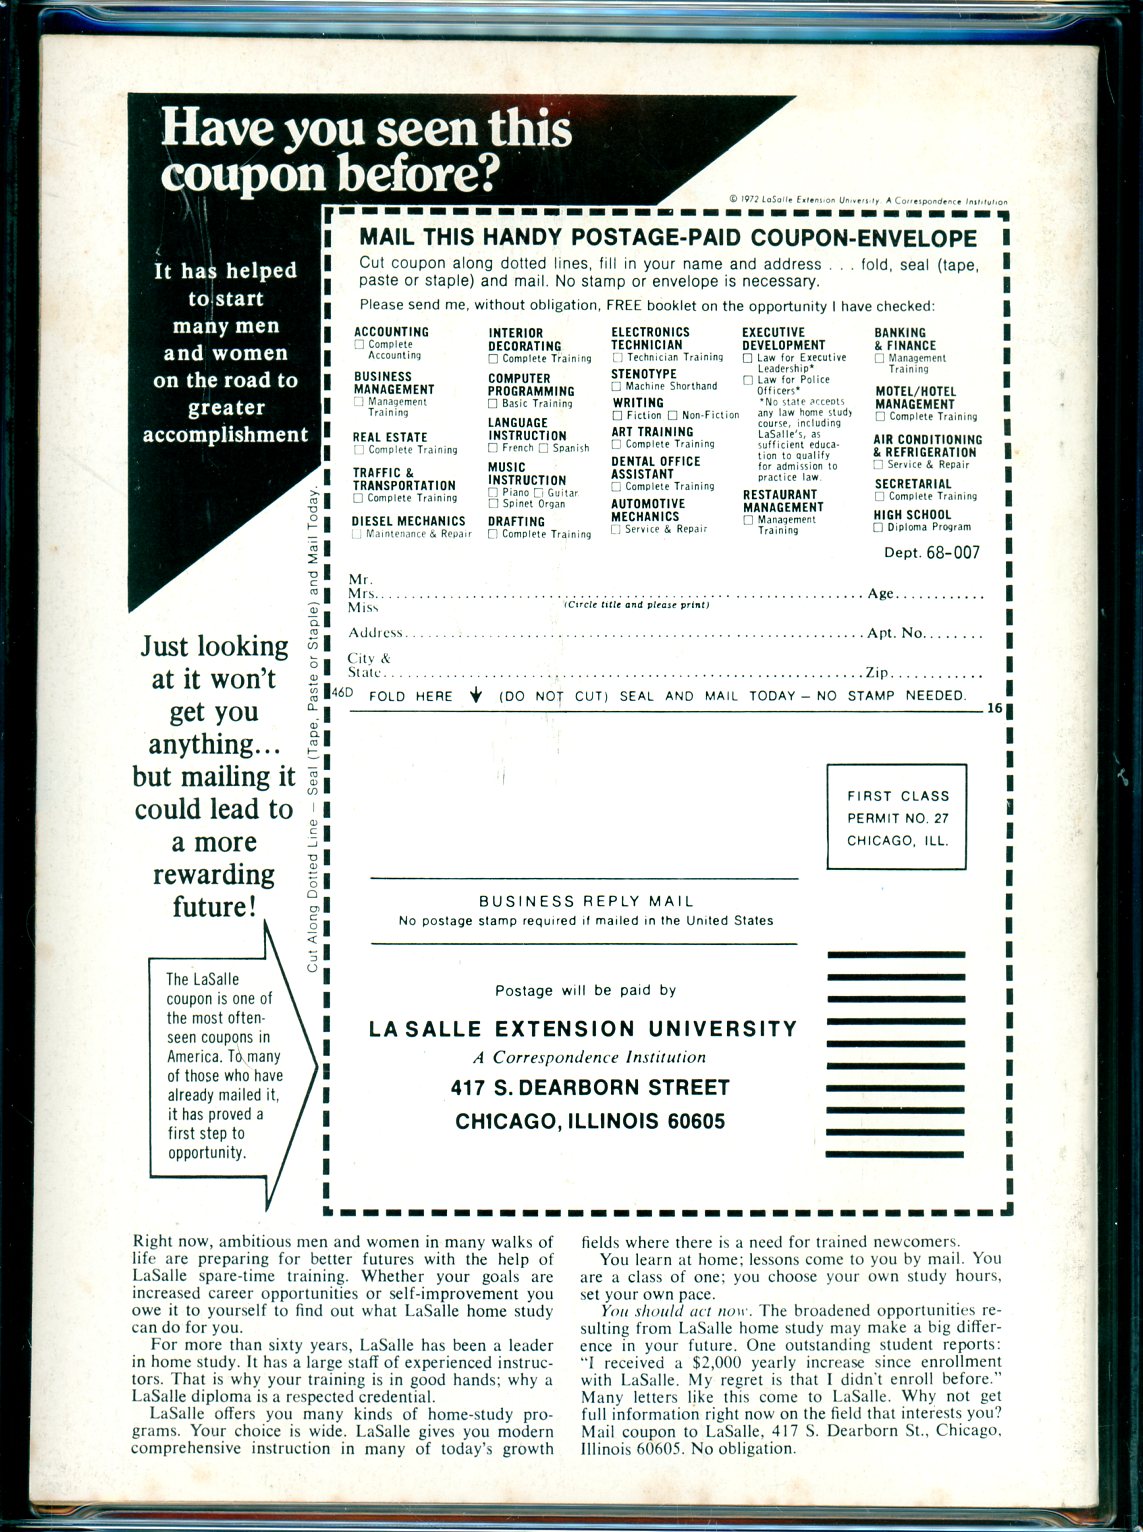 Have you seen this
coupon before?
© 1972 LaSalle Extension University A Correspondence Institution
It has helped
to start
many men
and women
on the road to
greater
accomplishment
MAIL THIS HANDY POSTAGE-PAID COUPON-ENVELOPE
Cut coupon along dotted lines, fill in your name and address . . . fold, seal (tape,
paste or staple) and mail. No stamp or envelope is necessary.
Please send me, without obligation, FREE booklet on the opportunity I have checked:
ACCOUNTING
☐ Complete
Accounting
BUSINESS
MANAGEMENT
☐ Management
Training
REAL ESTATE
☐ Complete Training
TRAFFIC &
TRANSPORTATION
☐ Complete Training
DIESEL MECHANICS
☐ Maintenance & Repair
INTERIOR
DECORATING
☐ Complete Training
COMPUTER
PROGRAMMING
☐ Basic Training
LANGUAGE
INSTRUCTION
☐ French ☐ Spanish
MUSIC
INSTRUCTION
☐ Piano ☐ Guitar
☐ Spinet Organ
DRAFTING
☐ Complete Training
ELECTRONICS
TECHNICIAN
☐ Technician Training
STENOTYPE
☐ Machine Shorthand
WRITING
☐ Fiction ☐ Non-Fiction
ART TRAINING
☐ Complete Training
DENTAL OFFICE
ASSISTANT
☐ Complete Training
AUTOMOTIVE
MECHANICS
☐ Service & Repair
EXECUTIVE
DEVELOPMENT
☐ Law for Executive
Leadership*
☐ Law for Police
Officers*
*No state accepts
any law home study
course, including
LaSalle's, as
sufficient educa-
tion to qualify
for admission to
practice law.
RESTAURANT
MANAGEMENT
☐ Management
Training
BANKING
& FINANCE
☐ Management
Training
MOTEL/HOTEL
MANAGEMENT
☐ Complete Training
AIR CONDITIONING
& REFRIGERATION
☐ Service & Repair
SECRETARIAL
☐ Complete Training
HIGH SCHOOL
☐ Diploma Program
Dept. 68-007
Mr.
Mrs. Age
Miss (Circle title and please print)
Address Apt. No.
City &
State Zip
46D FOLD HERE ↓ (DO NOT CUT) SEAL AND MAIL TODAY – NO STAMP NEEDED.
16
Cut Along Dotted Line — Seal (Tape, Paste or Staple) and Mail Today.
Just looking
at it won't
get you
anything...
but mailing it
could lead to
a more
rewarding
future!
The LaSalle
coupon is one of
the most often-
seen coupons in
America. To many
of those who have
already mailed it,
it has proved a
first step to
opportunity.
FIRST CLASS
PERMIT NO. 27
CHICAGO, ILL.
BUSINESS REPLY MAIL
No postage stamp required if mailed in the United States
Postage will be paid by
LA SALLE EXTENSION UNIVERSITY
A Correspondence Institution
417 S. DEARBORN STREET
CHICAGO, ILLINOIS 60605
Right now, ambitious men and women in many walks of
life are preparing for better futures with the help of
LaSalle spare-time training. Whether your goals are
increased career opportunities or self-improvement you
owe it to yourself to find out what LaSalle home study
can do for you.
For more than sixty years, LaSalle has been a leader
in home study. It has a large staff of experienced instruc-
tors. That is why your training is in good hands; why a
LaSalle diploma is a respected credential.
LaSalle offers you many kinds of home-study pro-
grams. Your choice is wide. LaSalle gives you modern
comprehensive instruction in many of today's growth
fields where there is a need for trained newcomers.
You learn at home; lessons come to you by mail. You
are a class of one; you choose your own study hours,
set your own pace.
You should act now. The broadened opportunities re-
sulting from LaSalle home study may make a big differ-
ence in your future. One outstanding student reports:
"I received a $2,000 yearly increase since enrollment
with LaSalle. My regret is that I didn't enroll before."
Many letters like this come to LaSalle. Why not get
full information right now on the field that interests you?
Mail coupon to LaSalle, 417 S. Dearborn St., Chicago,
Illinois 60605. No obligation.